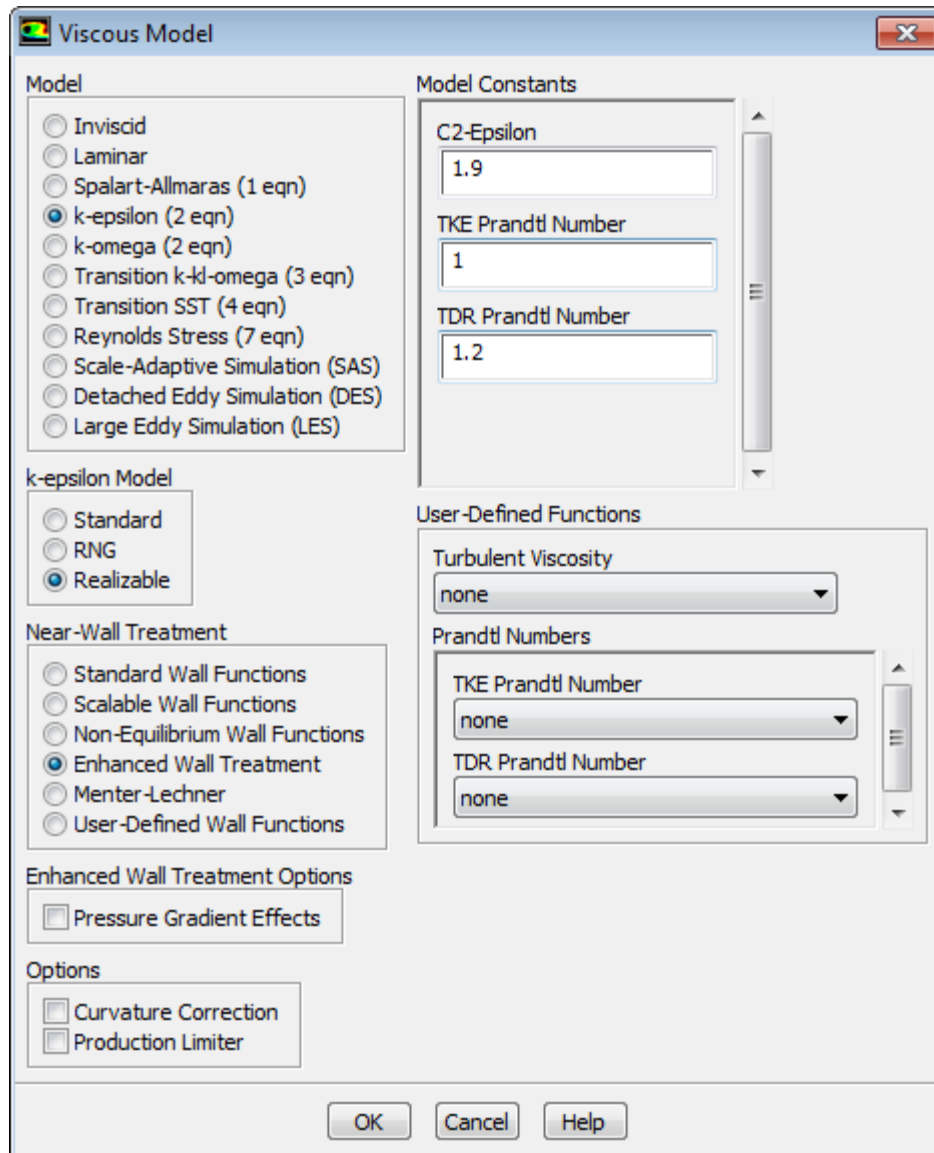 Viscous Model
Model
Inviscid
Laminar
Spalart-Allmaras (1 eqn)
k-epsilon (2 eqn)
k-omega (2 eqn)
Transition k-kl-omega (3 eqn)
Transition SST (4 eqn)
Reynolds Stress (7 eqn)
Scale-Adaptive Simulation (SAS)
Detached Eddy Simulation (DES)
Large Eddy Simulation (LES)
k-epsilon Model
Standard
RNG
Realizable
Near-Wall Treatment
Standard Wall Functions
Scalable Wall Functions
Non-Equilibrium Wall Functions
Enhanced Wall Treatment
Menter-Lechner
User-Defined Wall Functions
Enhanced Wall Treatment Options
Pressure Gradient Effects
Options
Curvature Correction
Production Limiter
Model Constants
C2-Epsilon
1.9
TKE Prandtl Number
1
TDR Prandtl Number
1.2
User-Defined Functions
Turbulent Viscosity
none
Prandtl Numbers
TKE Prandtl Number
none
TDR Prandtl Number
none
OK
Cancel
Help